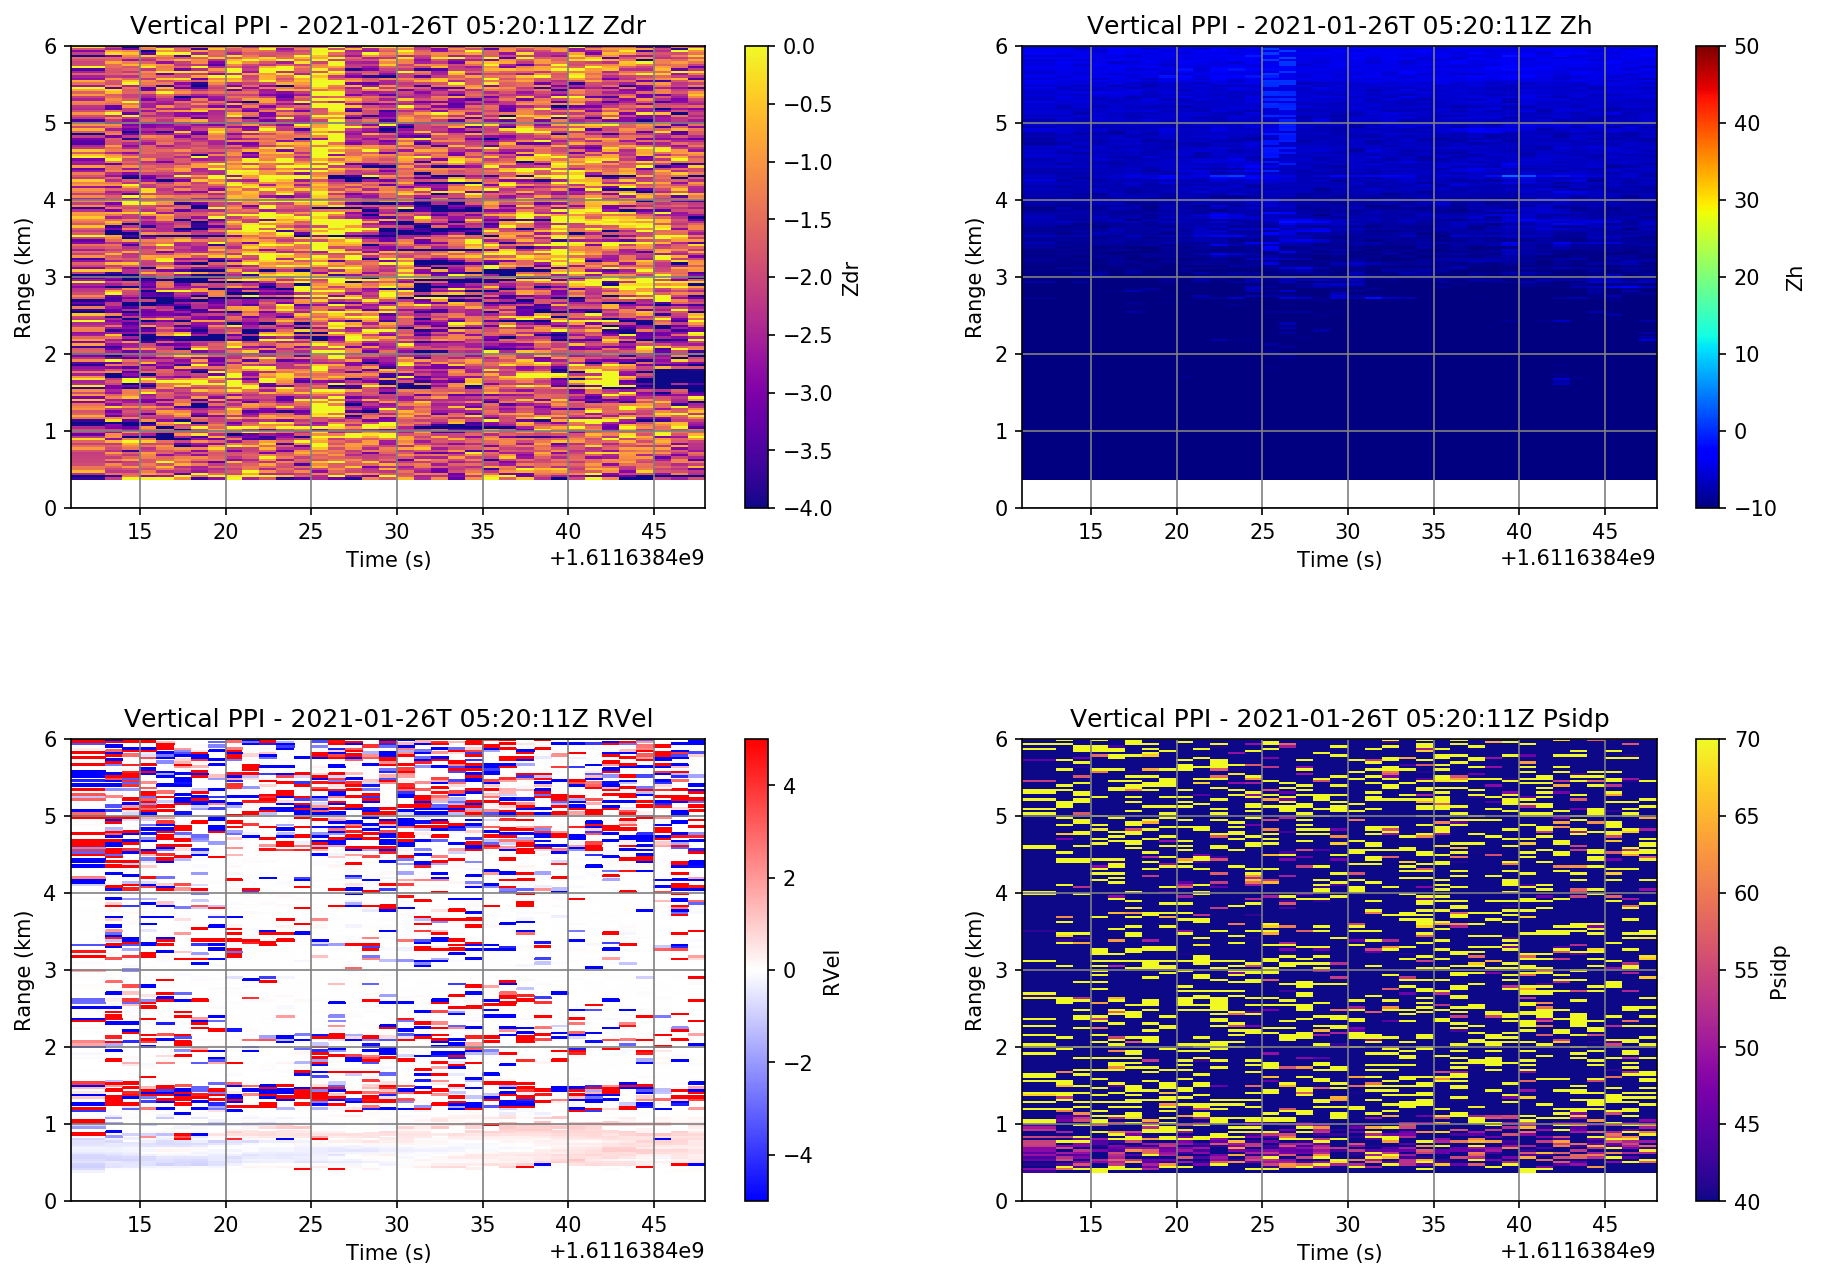 Vertical PPI - 2021-01-26T 05:20:11Z Zdr
6
5
4
3
2
1
0
Range (km)
15 20 25 30 35 40 45
Time (s)
+1.6116384e9
0.0
−0.5
−1.0
−1.5
−2.0
−2.5
−3.0
−3.5
−4.0
Zdr
Vertical PPI - 2021-01-26T 05:20:11Z Zh
6
5
4
3
2
1
0
Range (km)
15 20 25 30 35 40 45
Time (s)
+1.6116384e9
50
40
30
20
10
0
−10
Zh
Vertical PPI - 2021-01-26T 05:20:11Z RVel
6
5
4
3
2
1
0
Range (km)
15 20 25 30 35 40 45
Time (s)
+1.6116384e9
4
2
0
−2
−4
RVel
Vertical PPI - 2021-01-26T 05:20:11Z Psidp
6
5
4
3
2
1
0
Range (km)
15 20 25 30 35 40 45
Time (s)
+1.6116384e9
70
65
60
55
50
45
40
Psidp